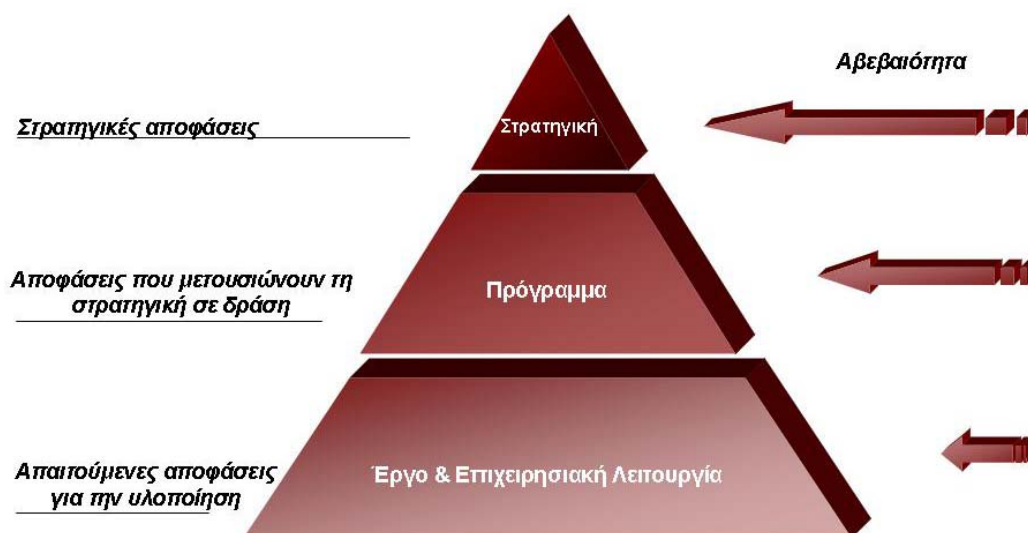 Αβεβαιότητα
Στρατηγικές αποφάσεις
Στρατηγική
Αποφάσεις που μετουσιώνουν τη
στρατηγική σε δράση
Πρόγραμμα
Απαιτούμενες αποφάσεις
για την υλοποίηση
Έργο & Επιχειρησιακή Λειτουργία